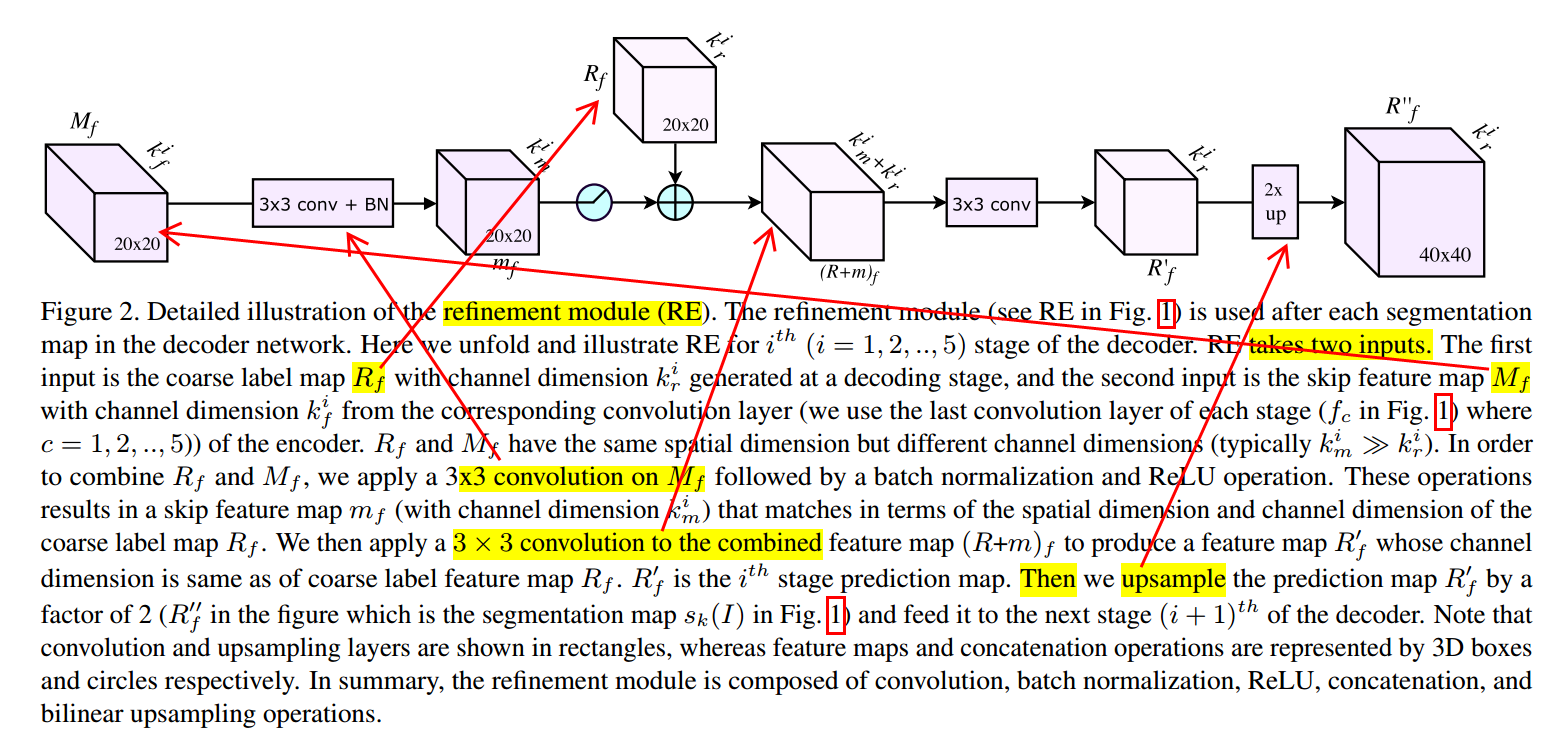 M_f
k_f^i
20x20
3x3 conv + BN
k_m^i
20x20
m_f
R_f
k_r^i
20x20
k_m^i+k_r^i
(R+m)_f
3x3 conv
k_r^i
R'_f
2x
up
R''_f
k_r^i
40x40
Figure 2. Detailed illustration of the refinement module (RE). The refinement module (see RE in Fig. 1) is used after each segmentation
map in the decoder network. Here we unfold and illustrate RE for i^{th} (i = 1, 2, .., 5) stage of the decoder. RE takes two inputs. The first
input is the coarse label map R_f with channel dimension k_r^i generated at a decoding stage, and the second input is the skip feature map M_f
with channel dimension k_f^i from the corresponding convolution layer (we use the last convolution layer of each stage (f_c in Fig. 1) where
c = 1, 2, .., 5)) of the encoder. R_f and M_f have the same spatial dimension but different channel dimensions (typically k_m^i ≫ k_r^i). In order
to combine R_f and M_f, we apply a 3x3 convolution on M_f followed by a batch normalization and ReLU operation. These operations
results in a skip feature map m_f (with channel dimension k_m^i) that matches in terms of the spatial dimension and channel dimension of the
coarse label map R_f. We then apply a 3 × 3 convolution to the combined feature map (R+m)_f to produce a feature map R'_f whose channel
dimension is same as of coarse label feature map R_f. R'_f is the i^{th} stage prediction map. Then we upsample the prediction map R'_f by a
factor of 2 (R''_f in the figure which is the segmentation map s_k(I) in Fig. 1) and feed it to the next stage (i + 1)^{th} of the decoder. Note that
convolution and upsampling layers are shown in rectangles, whereas feature maps and concatenation operations are represented by 3D boxes
and circles respectively. In summary, the refinement module is composed of convolution, batch normalization, ReLU, concatenation, and
bilinear upsampling operations.